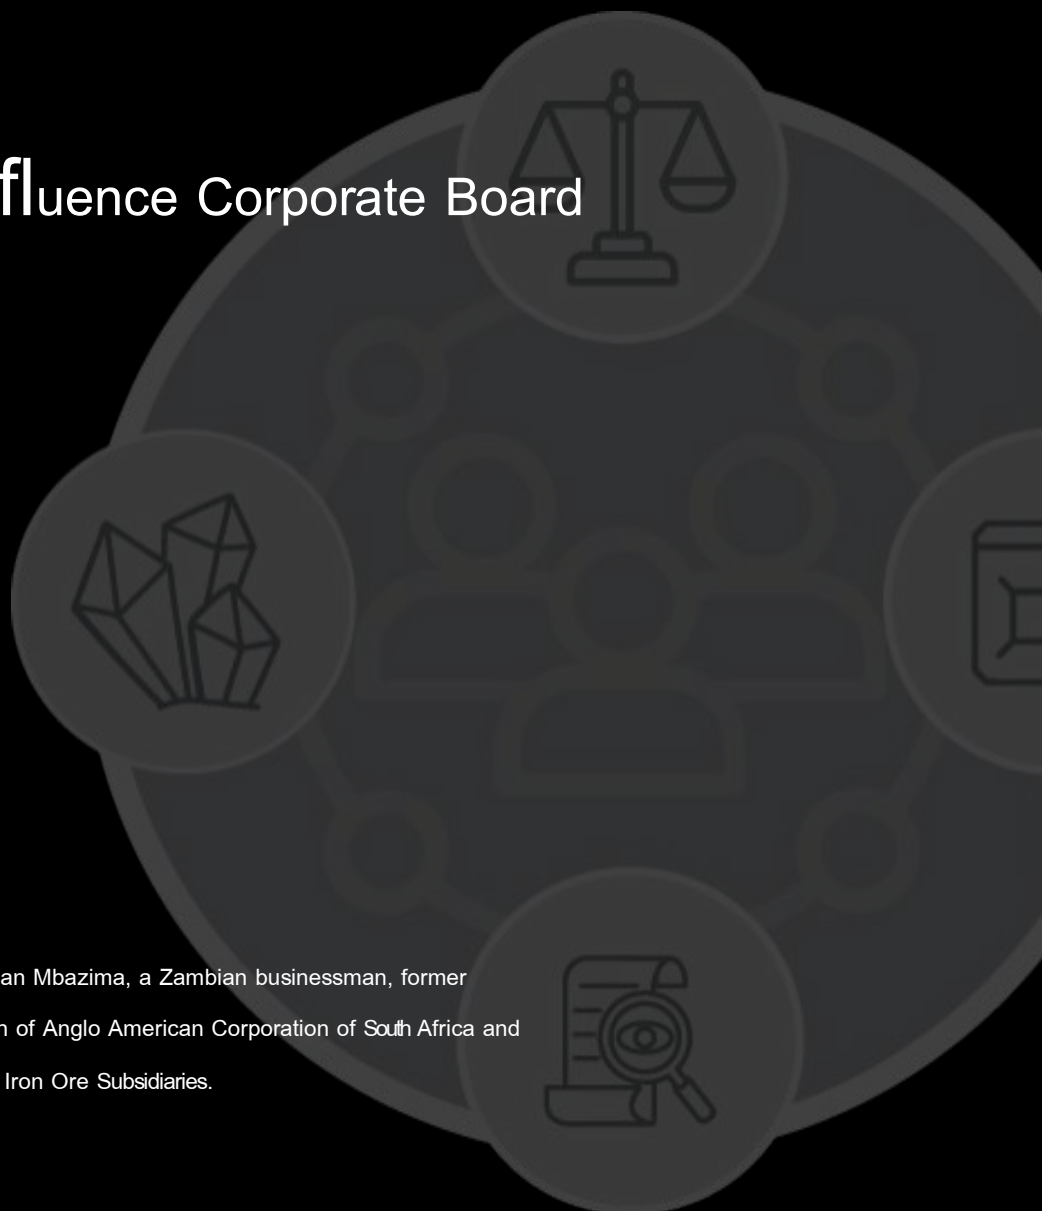 fluence Corporate Board
an Mbazima, a Zambian businessman, former
n of Anglo American Corporation of South Africa and
Iron Ore Subsidiaries.